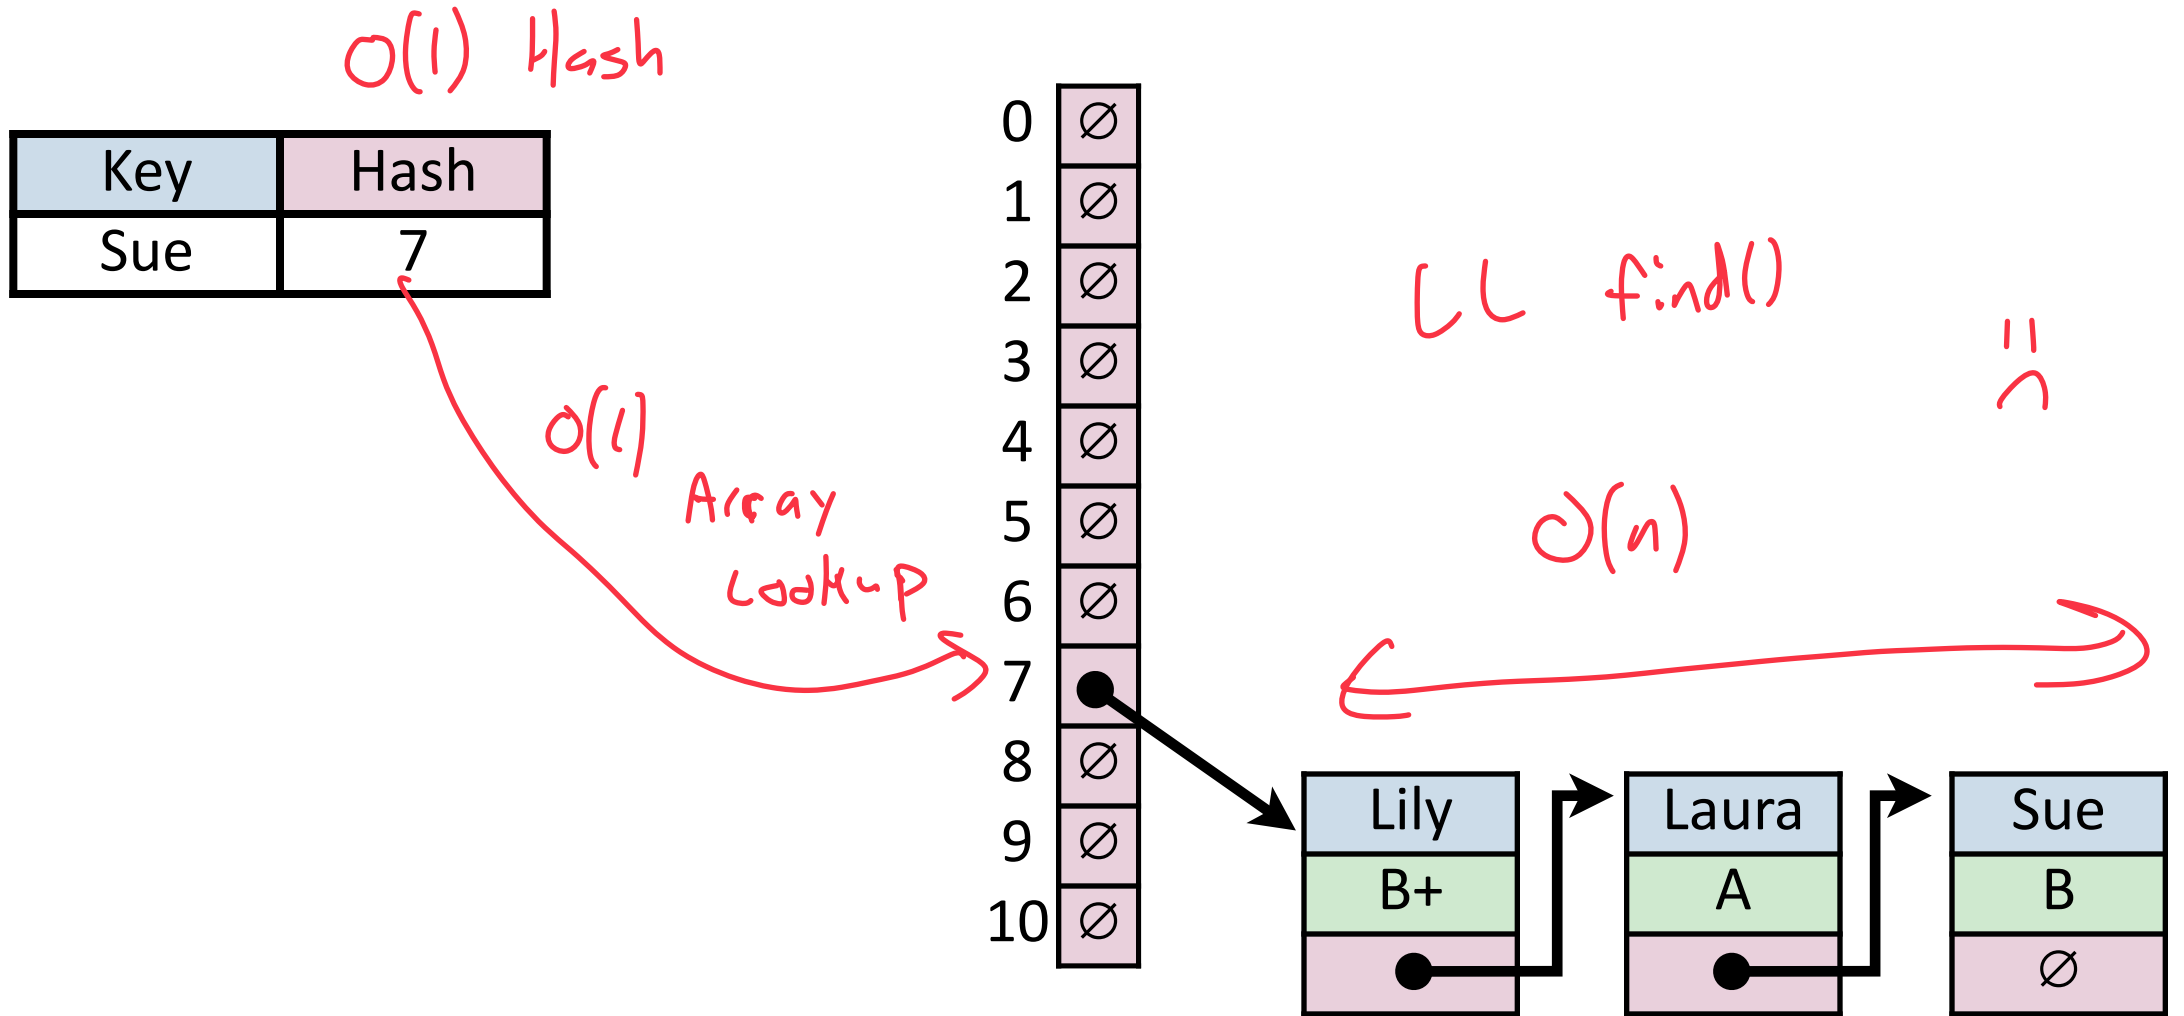 O(1) Hash
Key Hash
Sue 7
O(1)
Array
Lookup
0 ∅
1 ∅
2 ∅
3 ∅
4 ∅
5 ∅
6 ∅
7
8 ∅
9 ∅
10 ∅
LL find()
O(n)
Lily Laura Sue
B+ A B
∅